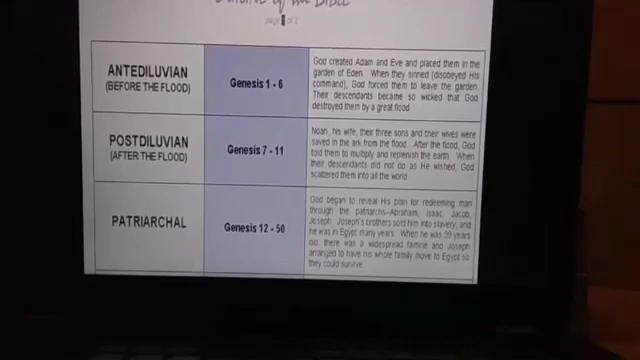 Outline of the Bible
page 1 of 2
ANTEDILUVIAN
(BEFORE THE FLOOD)
Genesis 1 - 6
God created Adam and Eve and placed them in the
garden of Eden. When they sinned (disobeyed His
command), God forced them to leave the garden.
Their descendants became so wicked that God
destroyed them by a great flood.
POSTDILUVIAN
(AFTER THE FLOOD)
Genesis 7 - 11
Noah, his wife, their three sons and their wives were
saved in the ark from the flood. After the flood, God
told them to multiply and replenish the earth. When
their descendants did not do as He wished, God
scattered them into all the world.
PATRIARCHAL
Genesis 12 - 50
God began to reveal His plan for redeeming man
through the patriarchs--Abraham, Isaac, Jacob,
Joseph. Joseph's brothers sold him into slavery, and
he was in Egypt many years. When he was 39 years
old, there was a widespread famine and Joseph
arranged to have his whole family move to Egypt so
they could survive.